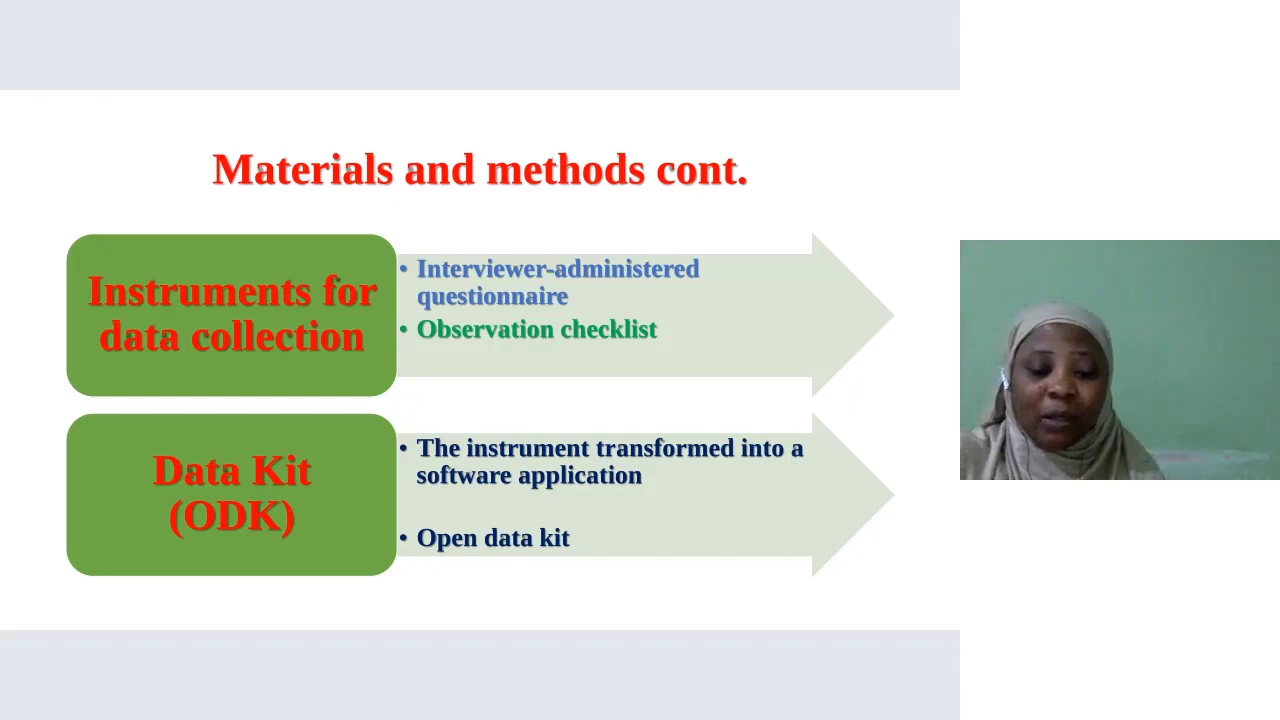 Materials and methods cont.
Instruments for
data collection
• Interviewer-administered
questionnaire
• Observation checklist
Data Kit
(ODK)
• The instrument transformed into a
software application
• Open data kit